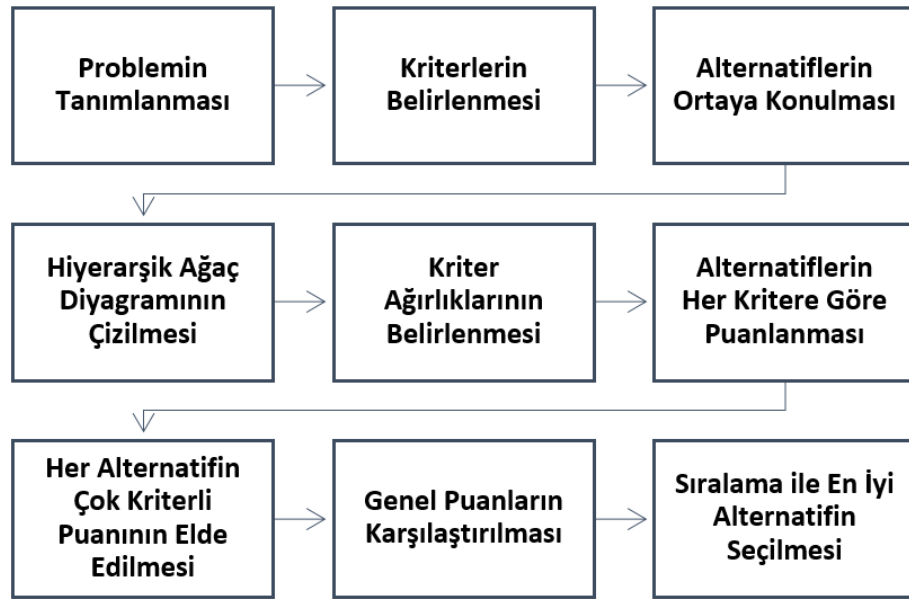 Problemin
Tanımlanması
Kriterlerin
Belirlenmesi
Alternatiflerin
Ortaya Konulması
Hiyerarşik Ağaç
Diyagramının
Çizilmesi
Kriter
Ağırlıklarının
Belirlenmesi
Alternatiflerin
Her Kritere Göre
Puanlanması
Her Alternatifin
Çok Kriterli
Puanının Elde
Edilmesi
Genel Puanların
Karşılaştırılması
Sıralama ile En İyi
Alternatifin
Seçilmesi